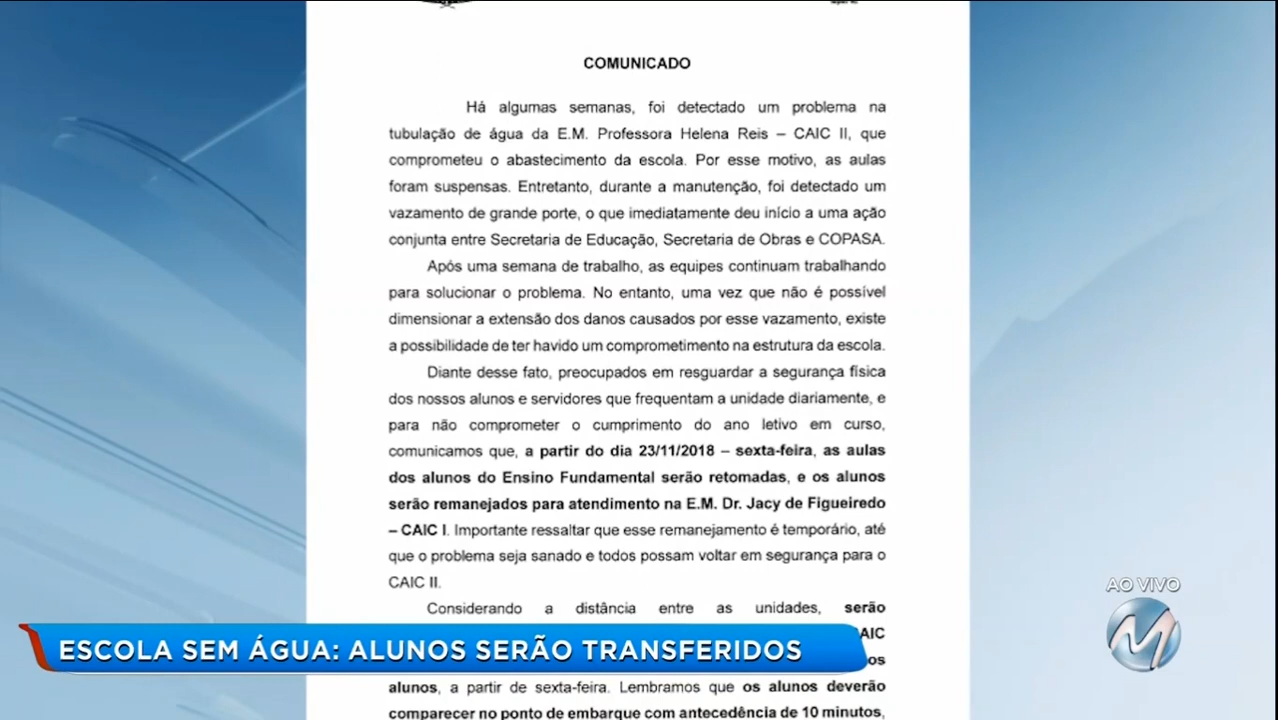 COMUNICADO
Há algumas semanas, foi detectado um problema na
tubulação de água da E.M. Professora Helena Reis – CAIC II, que
comprometeu o abastecimento da escola. Por esse motivo, as aulas
foram suspensas. Entretanto, durante a manutenção, foi detectado um
vazamento de grande porte, o que imediatamente deu início a uma ação
conjunta entre Secretaria de Educação, Secretaria de Obras e COPASA.
Após uma semana de trabalho, as equipes continuam trabalhando
para solucionar o problema. No entanto, uma vez que não é possível
dimensionar a extensão dos danos causados por esse vazamento, existe
a possibilidade de ter havido um comprometimento na estrutura da escola.
Diante desse fato, preocupados em resguardar a segurança física
dos nossos alunos e servidores que frequentam a unidade diariamente, e
para não comprometer o cumprimento do ano letivo em curso,
comunicamos que, a partir do dia 23/11/2018 – sexta-feira, as aulas
dos alunos do Ensino Fundamental serão retomadas, e os alunos
serão remanejados para atendimento na E.M. Dr. Jacy de Figueiredo
– CAIC I. Importante ressaltar que esse remanejamento é temporário, até
que o problema seja sanado e todos possam voltar em segurança para o
CAIC II.
Considerando a distância entre as unidades, serão
AIC
os
alunos, a partir de sexta-feira. Lembramos que os alunos deverão
comparecer no ponto de embarque com antecedência de 10 minutos,
ESCOLA SEM ÁGUA: ALUNOS SERÃO TRANSFERIDOS
AO VIVO
M